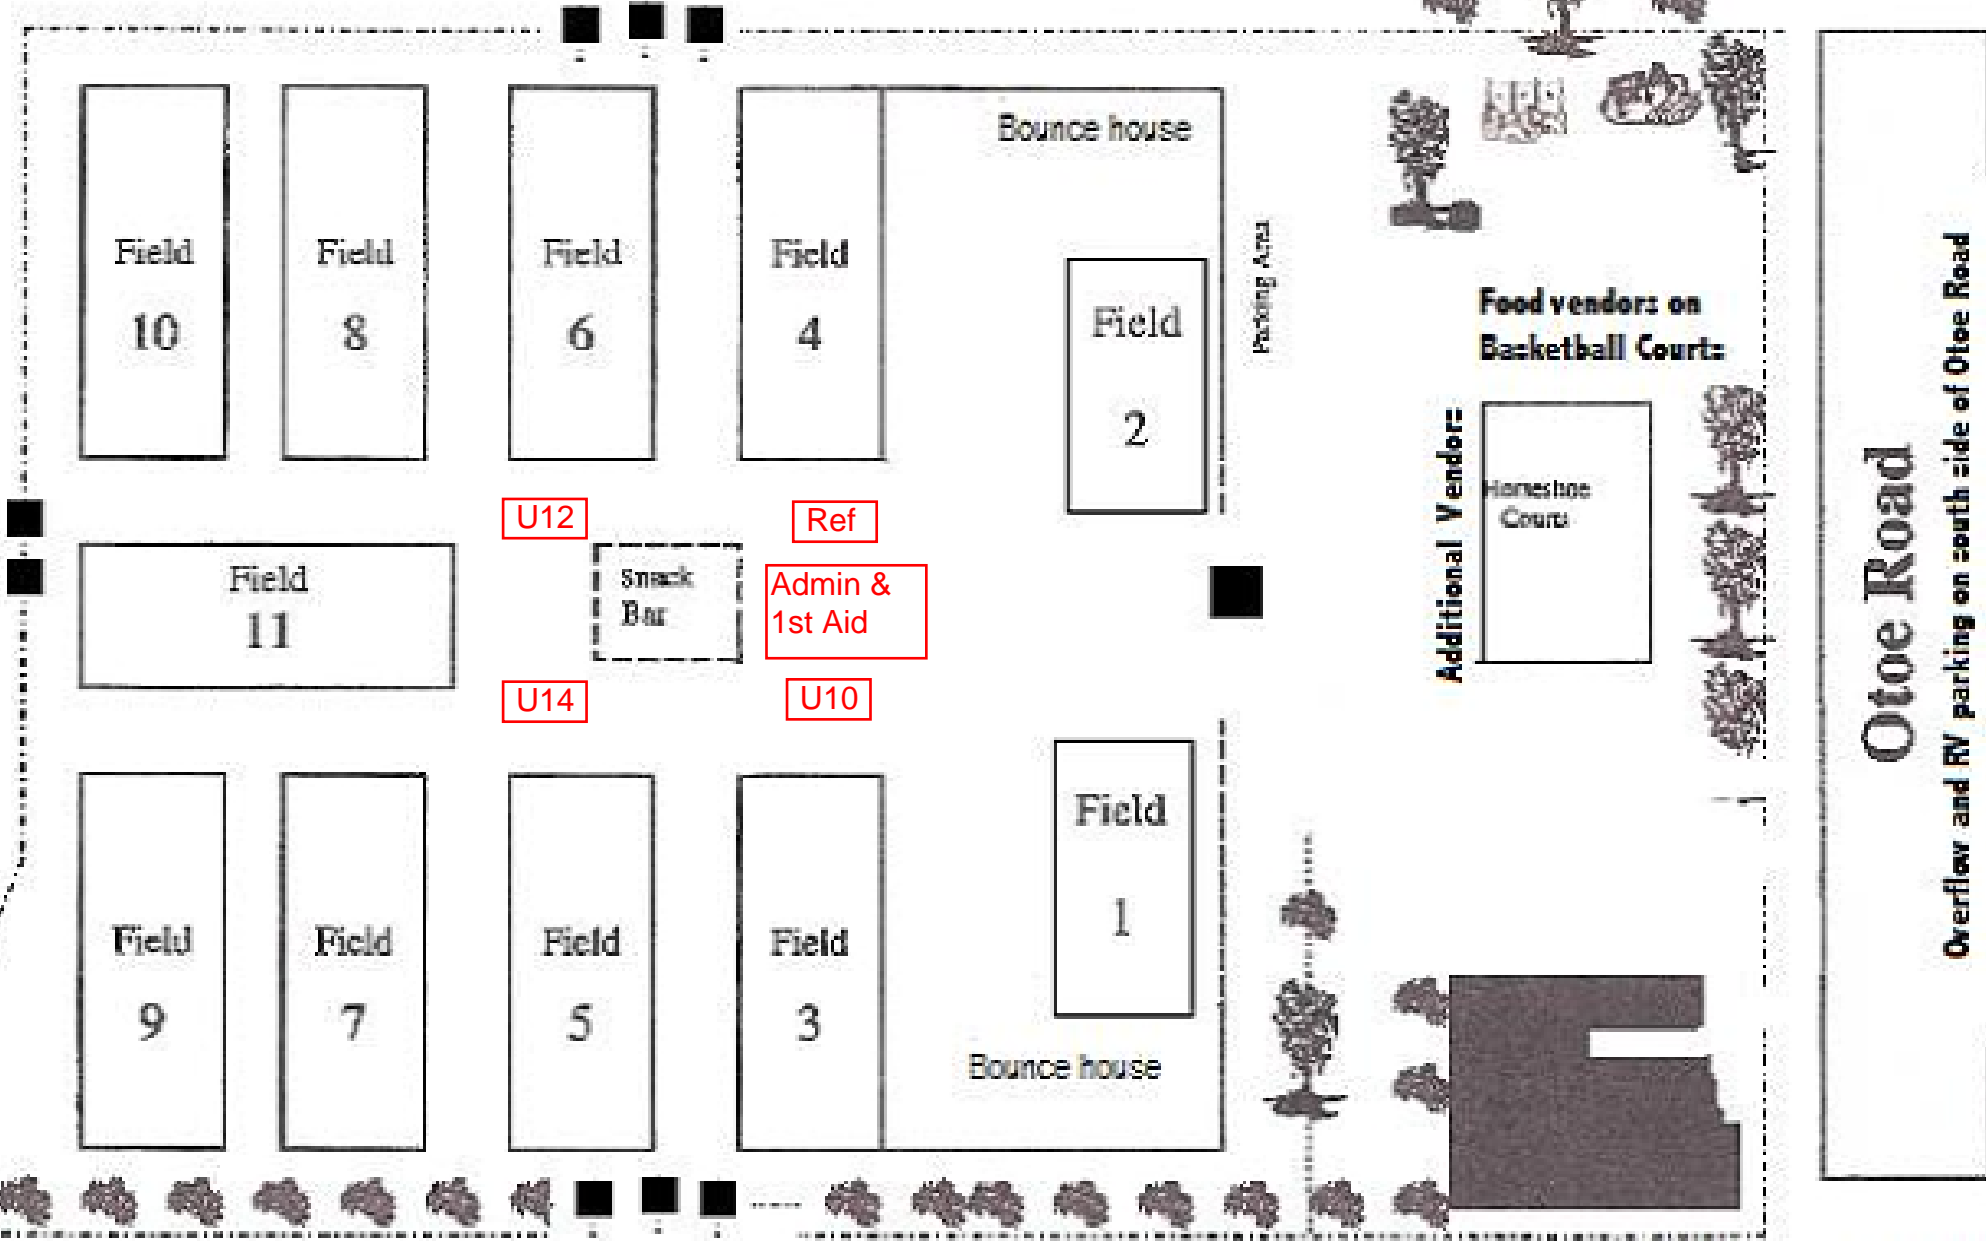 Bounce house
Field
10
Field
8
Field
6
Field
4
Field
2
Parking Area
Food vendors on
Basketball Courts
Additional Vendors
Horseshoe
Courts
U12
Ref
Field
11
Snack
Bar
Admin &
1st Aid
U14
U10
Field
9
Field
7
Field
5
Field
3
Field
1
Bounce house
Otoe Road
Overflow and RV parking on south side of Otoe Road